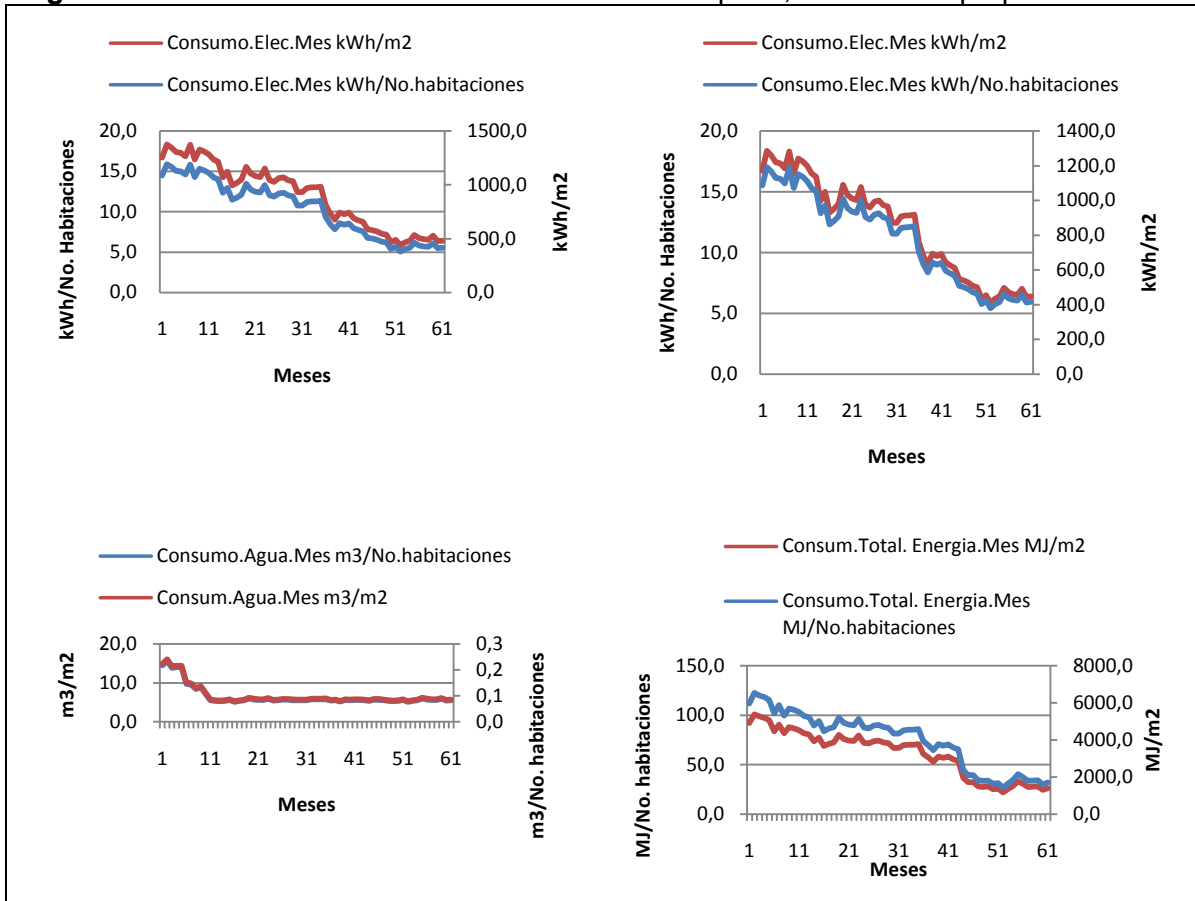 Consumo.Elec.Mes kWh/m2
Consumo.Elec.Mes kWh/No.habitaciones
kWh/No. Habitaciones
20,0
15,0
10,0
5,0
0,0
1500,0
1000,0
500,0
0,0
kWh/m2
1 11 21 31 41 51 61
Meses
Consumo.Elec.Mes kWh/m2
Consumo.Elec.Mes kWh/No.habitaciones
kWh/No. Habitaciones
20,0
15,0
10,0
5,0
0,0
1400,0
1200,0
1000,0
800,0
600,0
400,0
200,0
0,0
kWh/m2
1 11 21 31 41 51 61
Meses
Consumo.Agua.Mes m3/No.habitaciones
Consum.Agua.Mes m3/m2
m3/m2
20,0
10,0
0,0
0,3
0,2
0,1
0,0
m3/No. habitaciones
1 11 21 31 41 51 61
Meses
Consum.Total. Energia.Mes MJ/m2
Consumo.Total. Energia.Mes
MJ/No.habitaciones
MJ/No. habitaciones
150,0
100,0
50,0
0,0
8000,0
6000,0
4000,0
2000,0
0,0
MJ/m2
1 11 21 31 41 51 61
Meses